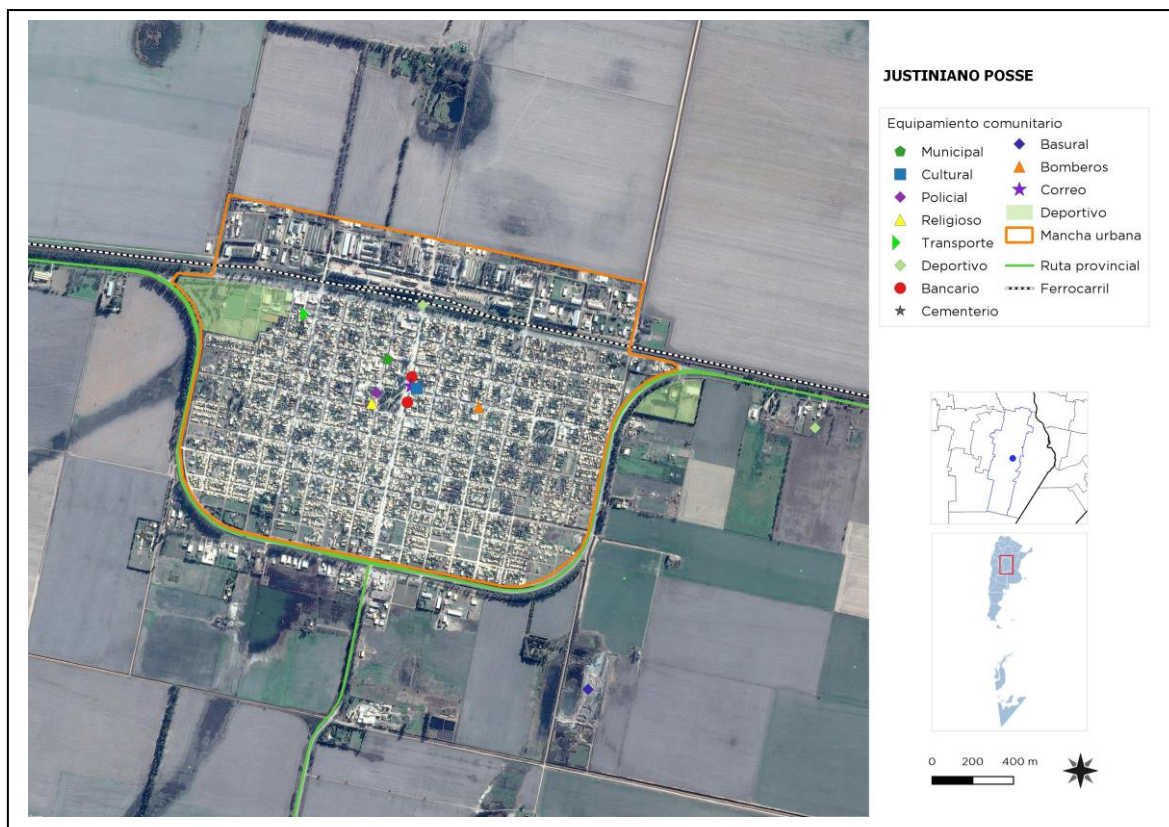 JUSTINIANO POSSE
Equipamiento comunitario
Municipal
Cultural
Policial
Religioso
Transporte
Deportivo
Bancario
Cementerio
Basural
Bomberos
Correo
Deportivo
Mancha urbana
Ruta provincial
Ferrocarril
0 200 400 m